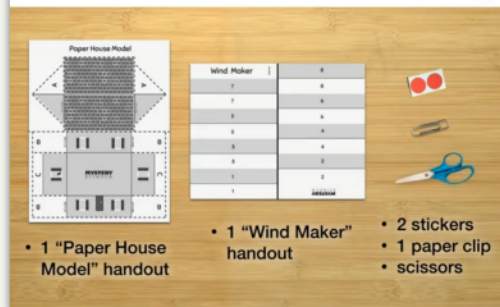 Paper House Model
A
A
B
B
C
C
MYSTERY
B
B
Wind Maker
7
7
5
5
3
3
1
1
8
8
6
6
4
4
2
2
MYSTERY
• 1 “Paper House
Model” handout
• 1 “Wind Maker”
handout
• 2 stickers
• 1 paper clip
• scissors